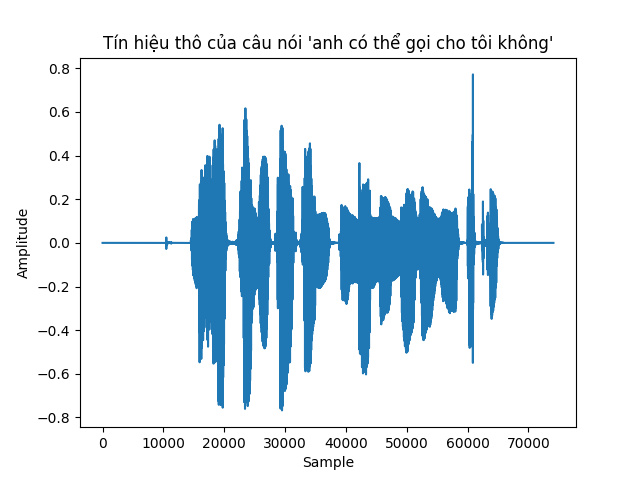 Tín hiệu thô của câu nói 'anh có thể gọi cho tôi không'
0.8
0.6
0.4
0.2
0.0
−0.2
−0.4
−0.6
−0.8
Amplitude
0 10000 20000 30000 40000 50000 60000 70000
Sample